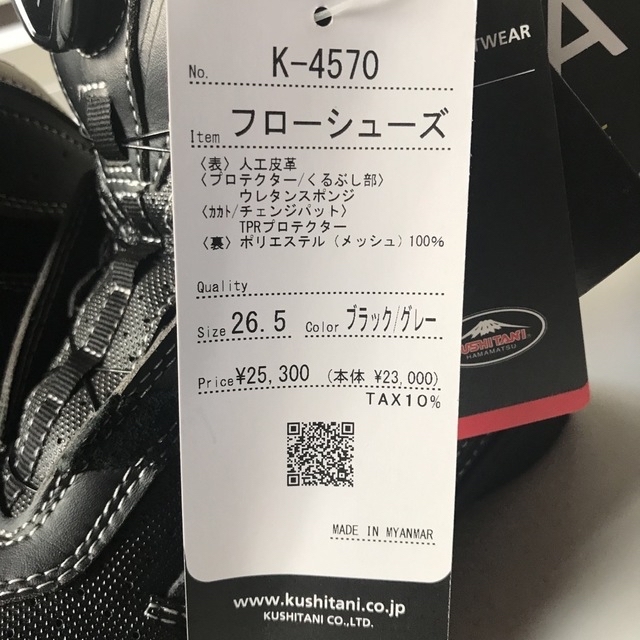 No. K-4570
Item フローシューズ
〈表〉人工皮革
〈プロテクター/くるぶし部〉
ウレタンスポンジ
〈ｶｶﾄ/チェンジパット〉
TPRプロテクター
〈裏〉ポリエステル（メッシュ）100%
Quality
Size 26.5 Color ブラック/グレー
Price ¥25,300 （本体 ¥23,000）
TAX10%
MADE IN MYANMAR
www.kushitani.co.jp
KUSHITANI CO.,LTD.
TWEAR
A
KUSHITANI
HAMAMATSU